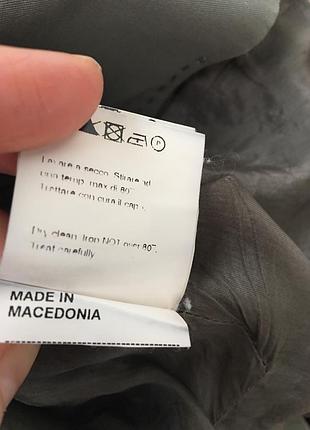 P
Lavare a secco. Stirare ad
una temp. max di 80°.
Trattare con cura il capo.
Dry clean. Iron NOT over 80°.
Treat carefully
MADE IN
MACEDONIA